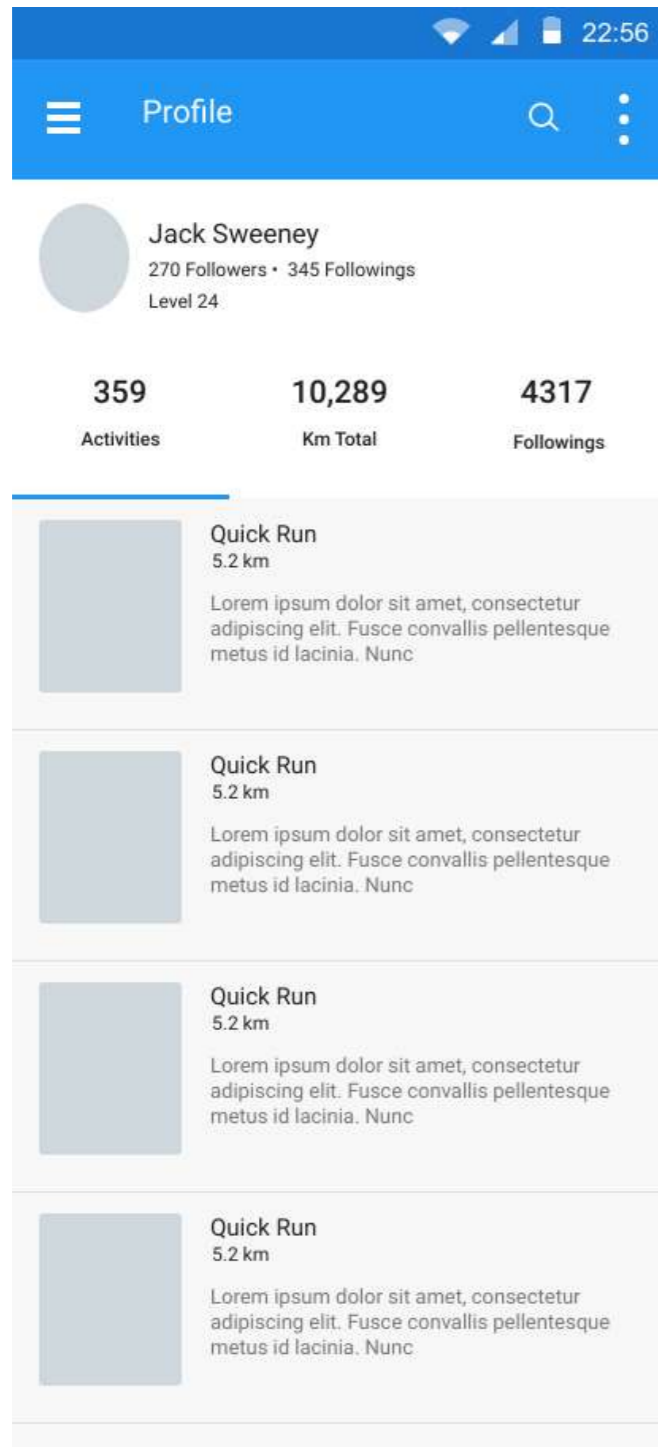 22:56
Profile
Jack Sweeney
270 Followers • 345 Followings
Level 24
359 10,289 4317
Activities Km Total Followings
Quick Run
5.2 km
Lorem ipsum dolor sit amet, consectetur
adipiscing elit. Fusce convallis pellentesque
metus id lacinia. Nunc
Quick Run
5.2 km
Lorem ipsum dolor sit amet, consectetur
adipiscing elit. Fusce convallis pellentesque
metus id lacinia. Nunc
Quick Run
5.2 km
Lorem ipsum dolor sit amet, consectetur
adipiscing elit. Fusce convallis pellentesque
metus id lacinia. Nunc
Quick Run
5.2 km
Lorem ipsum dolor sit amet, consectetur
adipiscing elit. Fusce convallis pellentesque
metus id lacinia. Nunc